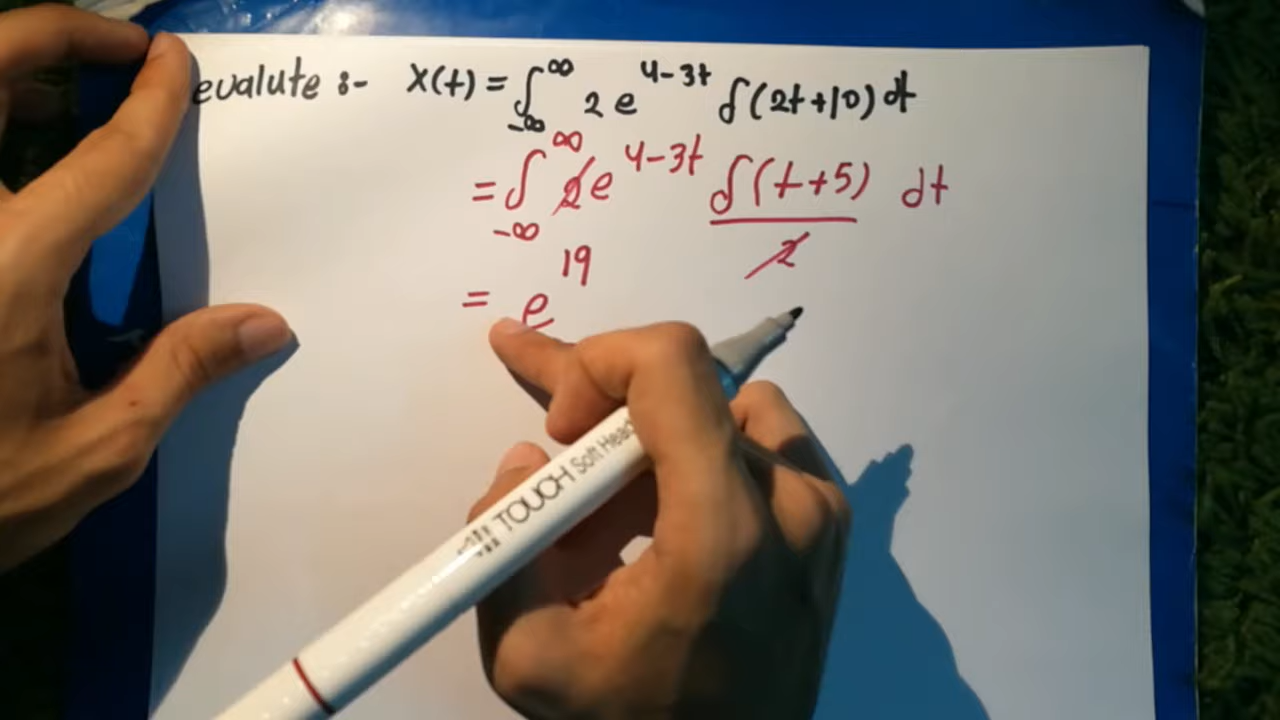 evalute :- X(t) = ∫_{-∞}^{∞} 2 e^{4-3t} δ(2t+10) dt
= ∫_{-∞}^{∞} 2 e^{4-3t} δ(t+5)/2 dt
= e^{19}
TOUCH Soft Head